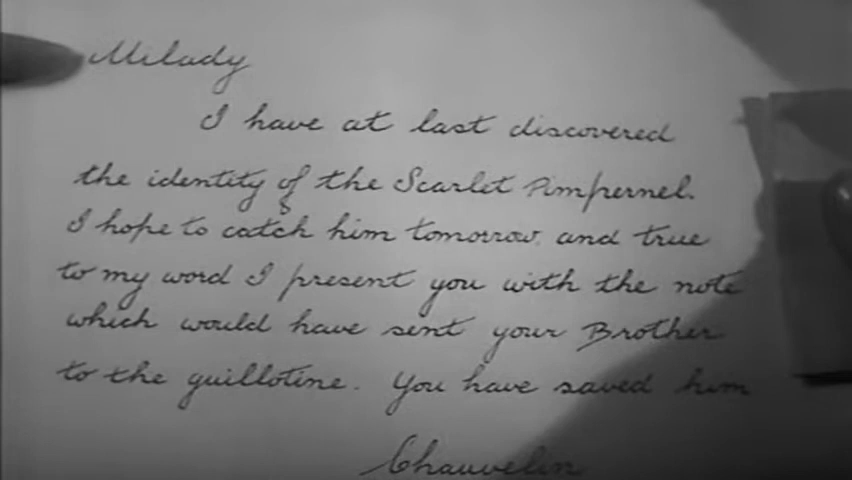 Milady
I have at last discovered
the identity of the Scarlet Pimpernel.
I hope to catch him tomorrow, and true
to my word I present you with the note
which would have sent your Brother
to the guillotine. You have saved him
Chauvelin